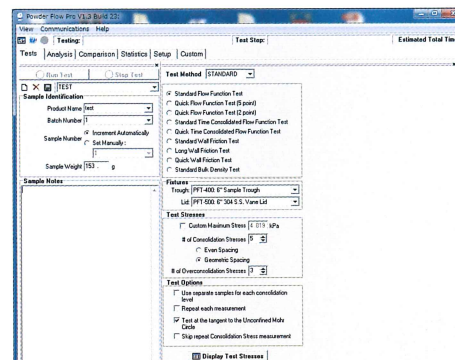 Powder Flow Pro V1.3 Build 23:
View Communications Help
Testing: Test Step: Estimated Total Time
Tests Analysis Comparison Statistics Setup Custom
Run Test Stop Test
TEST
Sample Identification
Product Name test
Batch Number 1
Sample Number Increment Automatically
Set Manually :
1
Sample Weight 153 . g
Sample Notes
Test Method STANDARD
Standard Flow Function Test
Quick Flow Function Test (5 point)
Quick Flow Function Test (2 point)
Standard Time Consolidated Flow Function Test
Quick Time Consolidated Flow Function Test
Standard Wall Friction Test
Long Wall Friction Test
Quick Wall Friction Test
Standard Bulk Density Test
Fixtures
Trough: PFT-400: 6" Sample Trough
Lid: PFT-500: 6" 304 S.S. Vane Lid
Test Stresses
Custom Maximum Stress 4.819 kPa
# of Consolidation Stresses 5
Even Spacing
Geometric Spacing
# of Overconsolidation Stresses 3
Test Options
Use separate samples for each consolidation
level
Repeat each measurement
Test at the tangent to the Unconfined Mohr
Circle
Skip repeat Consolidation Stress measurement
Display Test Stresses